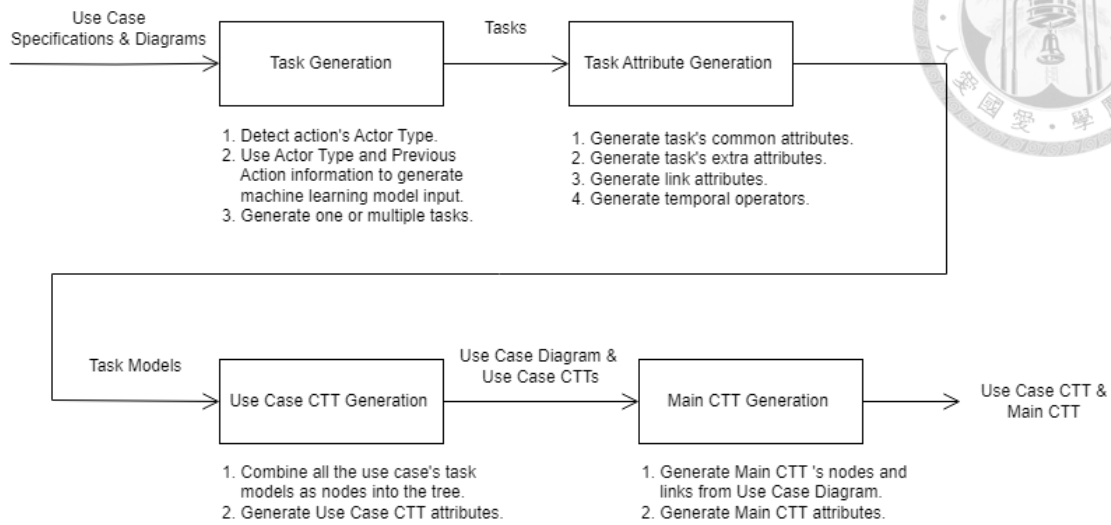 Use Case
Specifications & Diagrams
Task Generation
Tasks
Task Attribute Generation
1. Detect action's Actor Type.
2. Use Actor Type and Previous
Action information to generate
machine learning model input.
3. Generate one or multiple tasks.
1. Generate task's common attributes.
2. Generate task's extra attributes.
3. Generate link attributes.
4. Generate temporal operators.
Task Models
Use Case CTT Generation
Use Case Diagram &
Use Case CTTs
Main CTT Generation
Use Case CTT &
Main CTT
1. Combine all the use case's task
models as nodes into the tree.
2. Generate Use Case CTT attributes.
1. Generate Main CTT 's nodes and
links from Use Case Diagram.
2. Generate Main CTT attributes.
人愛國愛・學